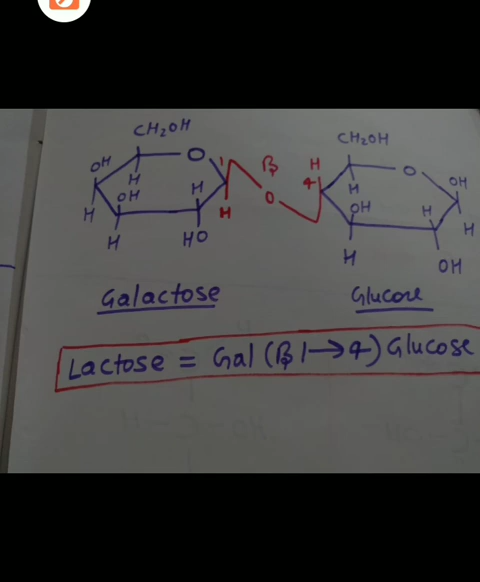 CH₂OH
CH₂OH
O 1 β H O
OH H H O 4 H OH
OH OH H
H H H
H HO H OH
Galactose Glucose
Lactose = Gal (β 1→4) Glucose